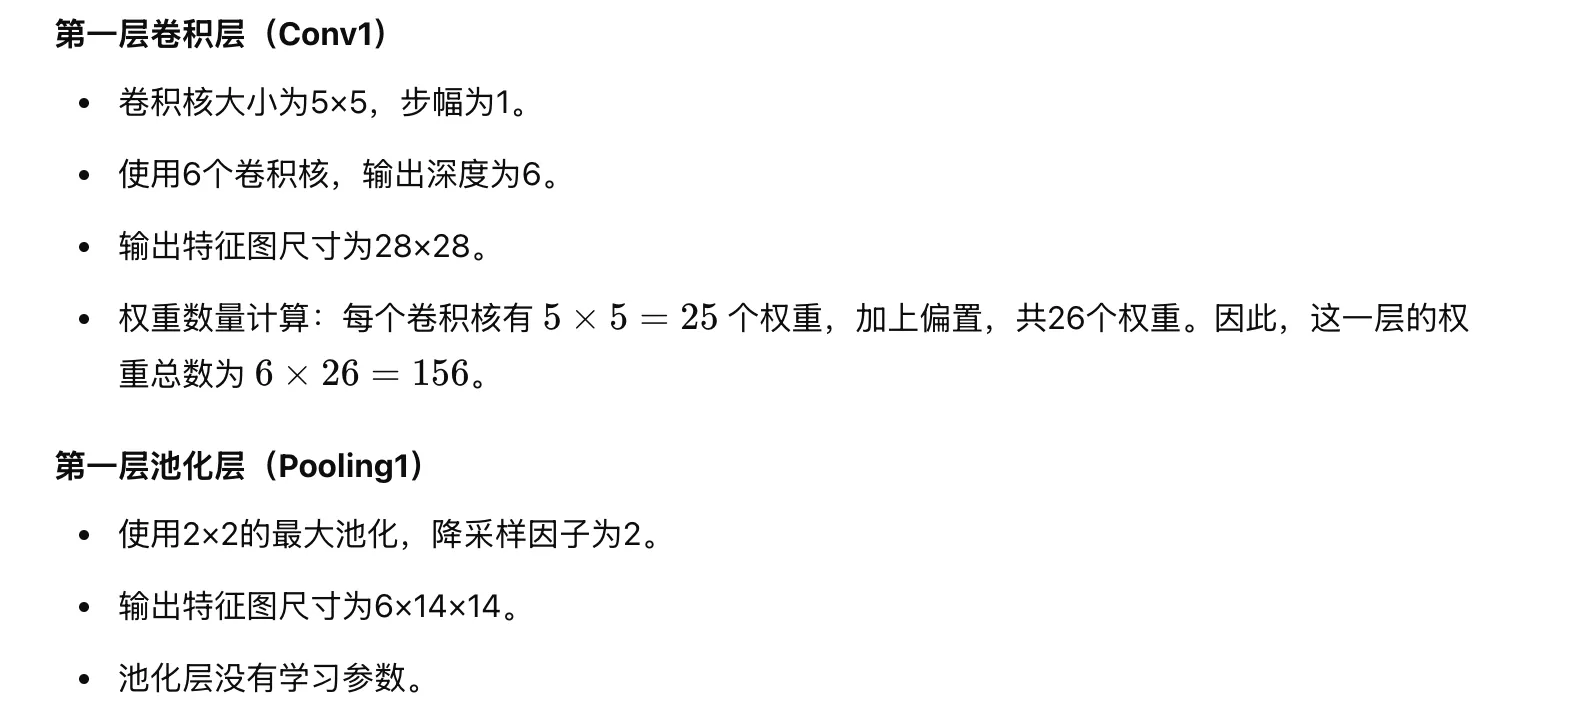 第一层卷积层（Conv1）
• 卷积核大小为5×5，步幅为1。
• 使用6个卷积核，输出深度为6。
• 输出特征图尺寸为28×28。
• 权重数量计算：每个卷积核有 5 × 5 = 25 个权重，加上偏置，共26个权重。因此，这一层的权
重总数为 6 × 26 = 156。
第一层池化层（Pooling1）
• 使用2×2的最大池化，降采样因子为2。
• 输出特征图尺寸为6×14×14。
• 池化层没有学习参数。